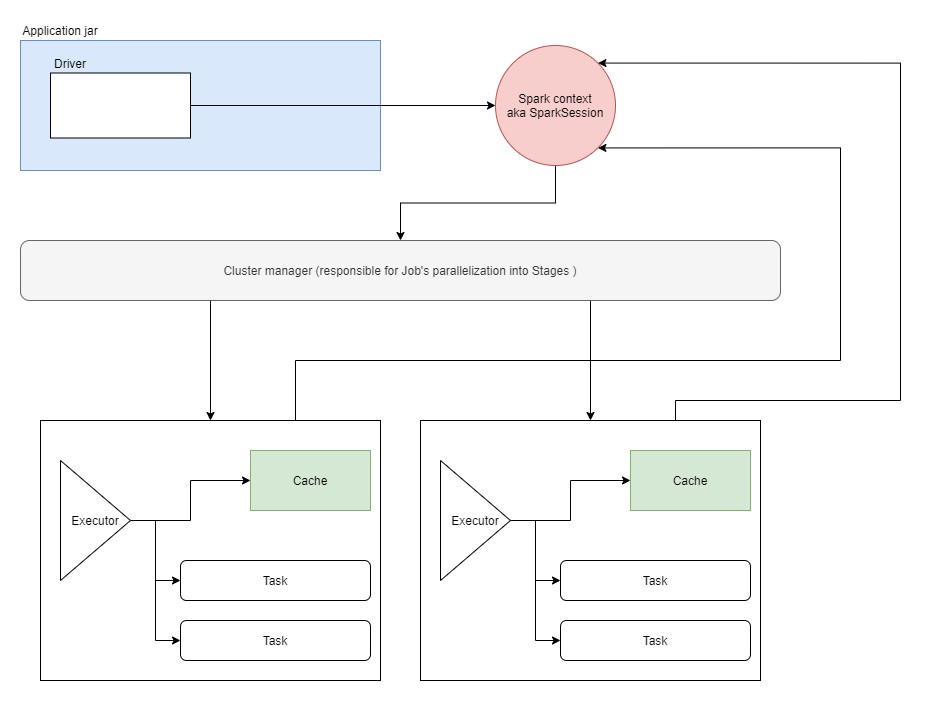 Application jar
Driver
Spark context
aka SparkSession
Cluster manager (responsible for Job's parallelization into Stages )
Cache
Executor
Task
Task
Cache
Executor
Task
Task